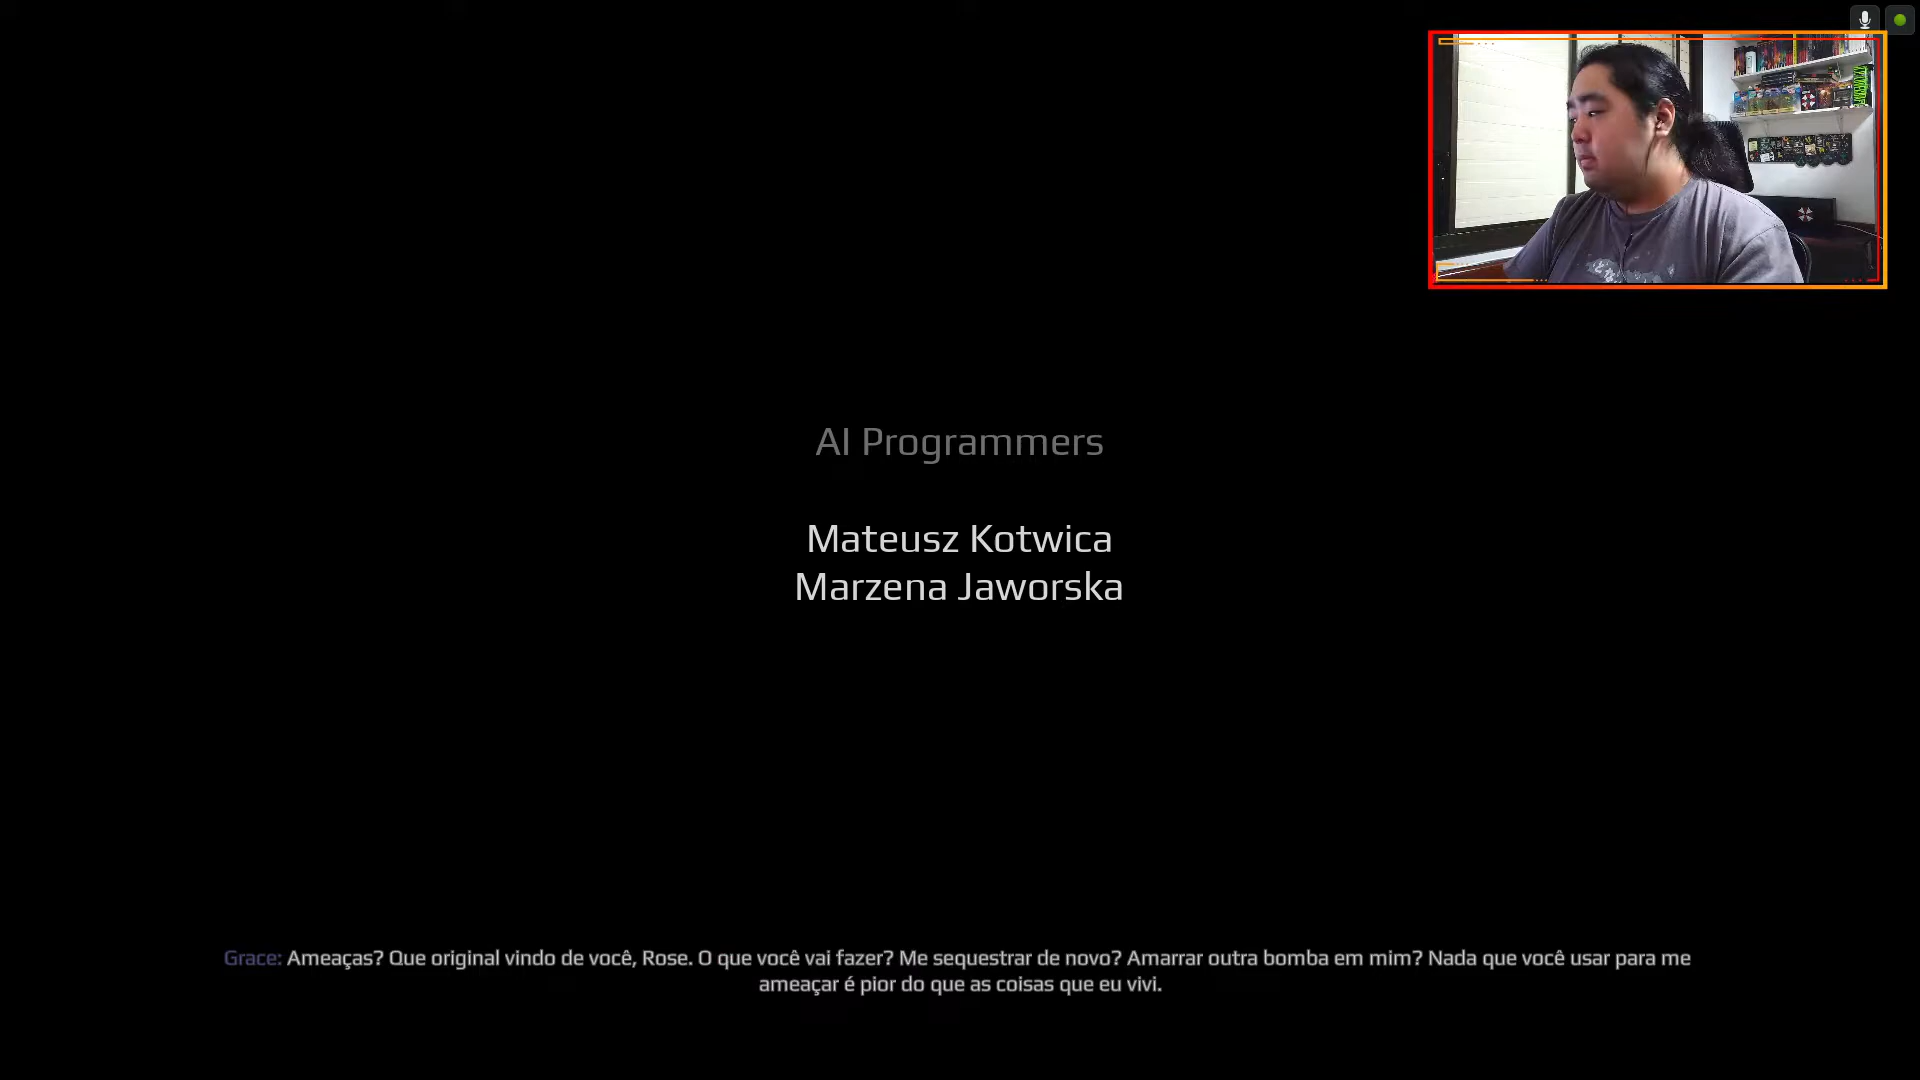 AI Programmers
Mateusz Kotwica
Marzena Jaworska
Grace: Ameaças? Que original vindo de você, Rose. O que você vai fazer? Me sequestrar de novo? Amarrar outra bomba em mim? Nada que você usar para me
ameaçar é pior do que as coisas que eu vivi.